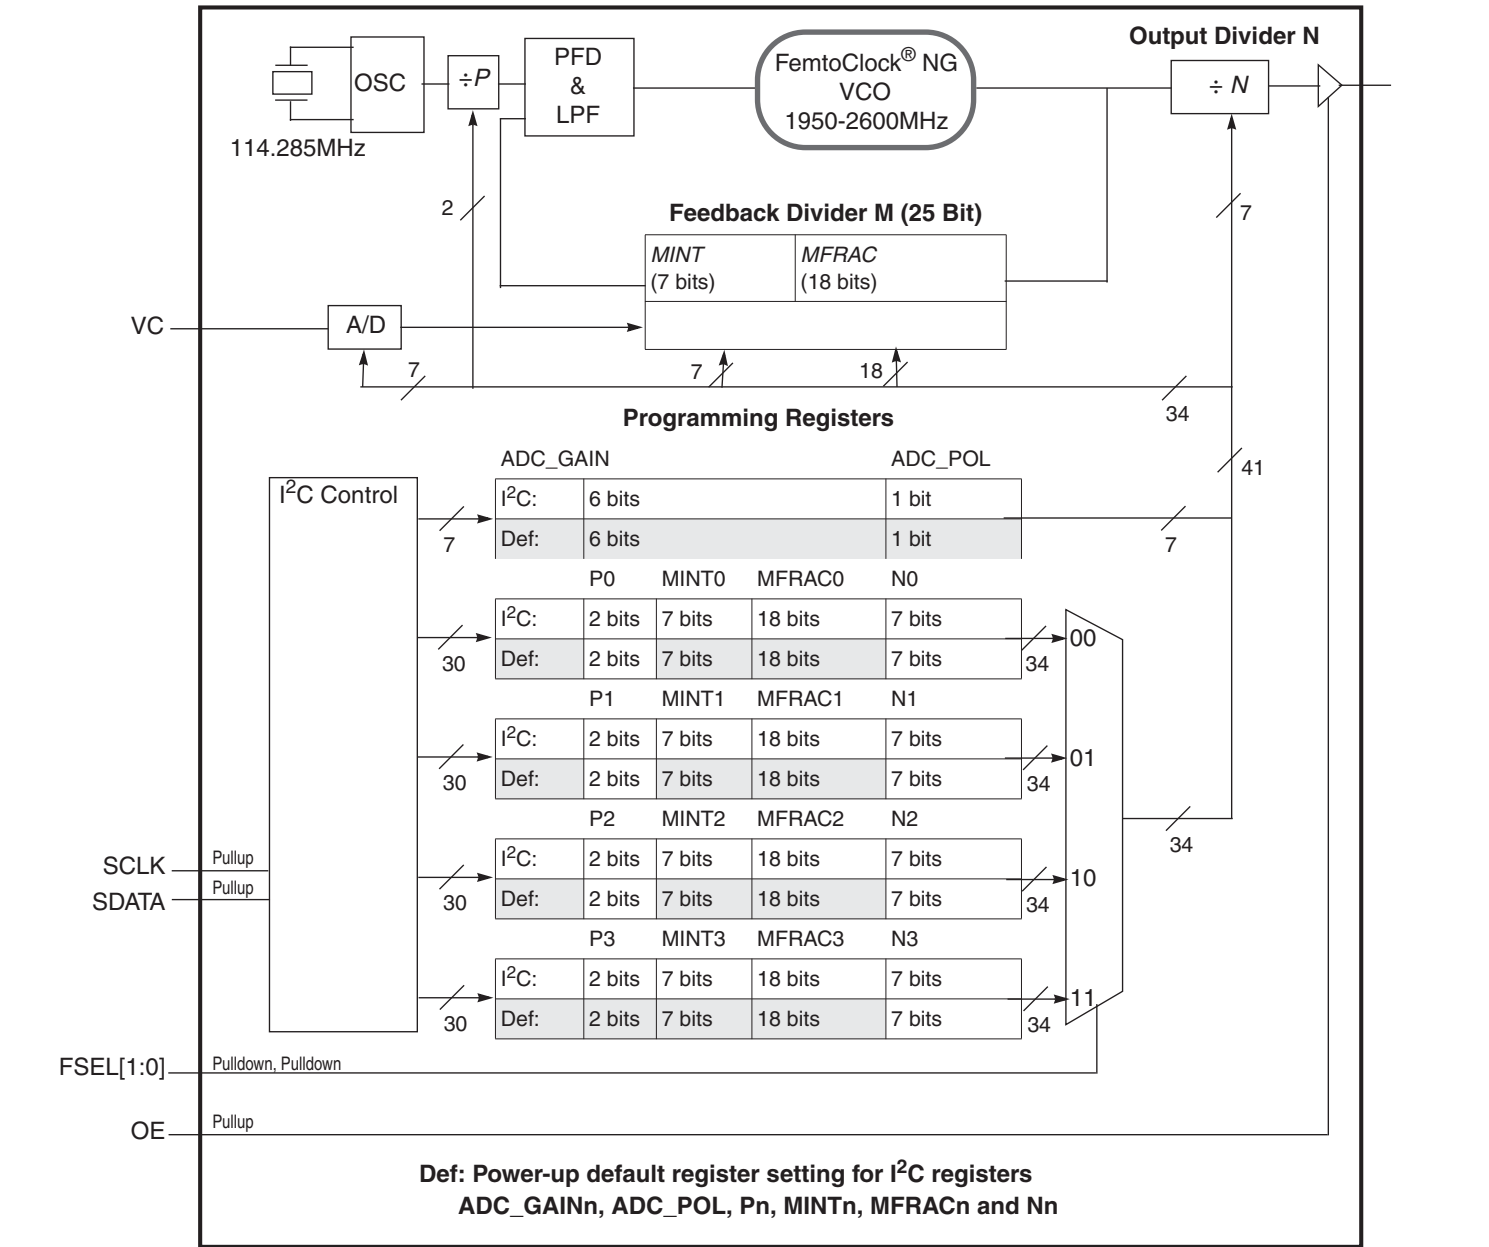 Output Divider N
OSC
÷P
PFD
&
LPF
FemtoClock® NG
VCO
1950-2600MHz
÷ N
114.285MHz
2
7
Feedback Divider M (25 Bit)
MINT
(7 bits)
MFRAC
(18 bits)
VC
A/D
7
7
18
34
Programming Registers
41
ADC_GAIN ADC_POL
I²C Control
I²C: 6 bits 1 bit
7
7
Def: 6 bits 1 bit
P0 MINT0 MFRAC0 N0
I²C: 2 bits 7 bits 18 bits 7 bits
00
30
34
Def: 2 bits 7 bits 18 bits 7 bits
P1 MINT1 MFRAC1 N1
I²C: 2 bits 7 bits 18 bits 7 bits
01
30
34
Def: 2 bits 7 bits 18 bits 7 bits
P2 MINT2 MFRAC2 N2
34
I²C: 2 bits 7 bits 18 bits 7 bits
10
30
34
Def: 2 bits 7 bits 18 bits 7 bits
SCLK Pullup
SDATA Pullup
P3 MINT3 MFRAC3 N3
I²C: 2 bits 7 bits 18 bits 7 bits
11
30
34
Def: 2 bits 7 bits 18 bits 7 bits
FSEL[1:0] Pulldown, Pulldown
OE Pullup
Def: Power-up default register setting for I²C registers
ADC_GAINn, ADC_POL, Pn, MINTn, MFRACn and Nn